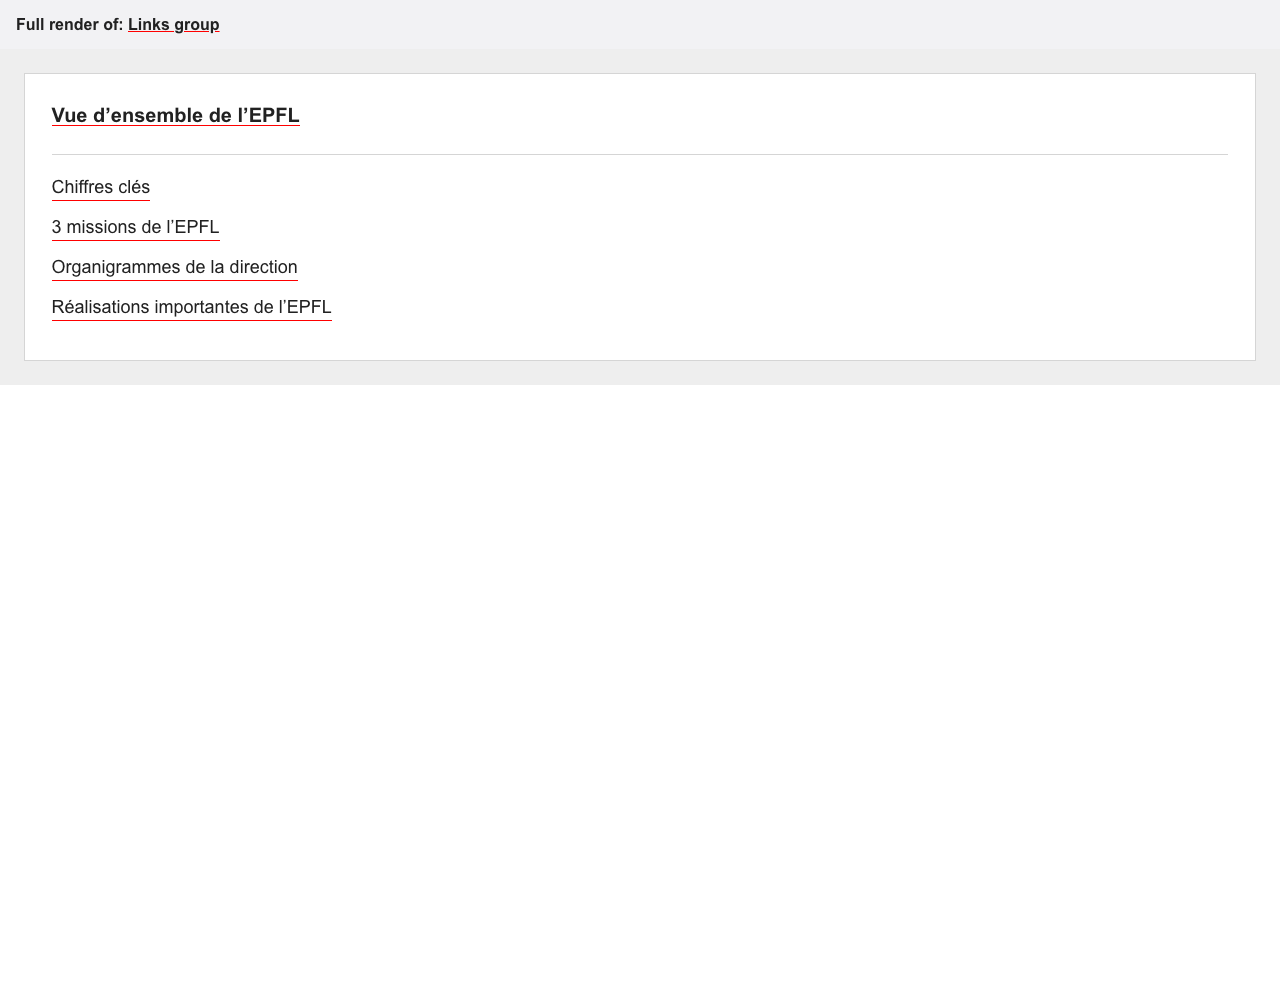 Full render of: Links group
Vue d’ensemble de l’EPFL
Chiffres clés
3 missions de l’EPFL
Organigrammes de la direction
Réalisations importantes de l’EPFL